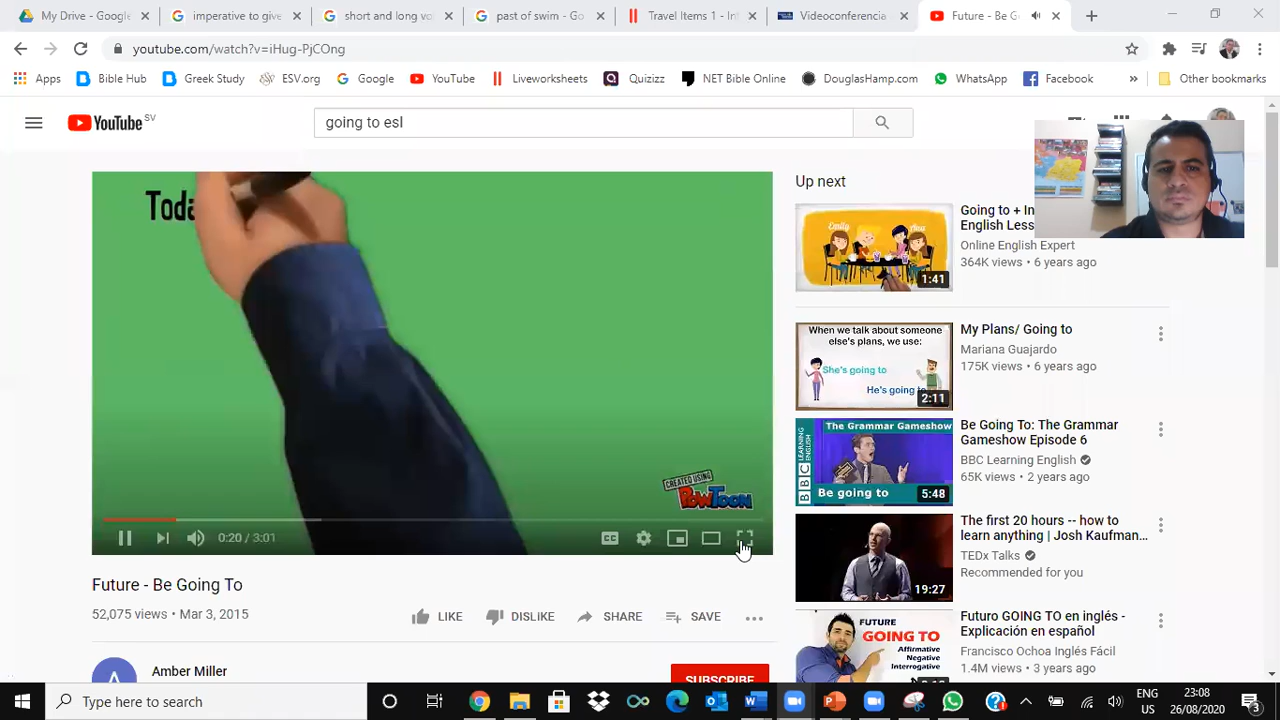 My Drive - Google
imperative to give
short and long vo
past of swim - Go
Travel Items 1 - I
Videoconferencia
Future - Be Go
youtube.com/watch?v=iHug-PjCOng
Apps
Bible Hub
Greek Study
ESV.org
Google
YouTube
Liveworksheets
Quizizz
NET Bible Online
DouglasHamp.com
WhatsApp
Facebook
»
Other bookmarks
YouTube SV
going to esl
Toda
CREATED USING
POWTOON
0:20 / 3:01
Future - Be Going To
52,075 views • Mar 3, 2015
LIKE
DISLIKE
SHARE
SAVE
A
Amber Miller
SUBSCRIBE
Up next
Emily
Ana
1:41
Going to + In
English Less
Online English Expert
364K views • 6 years ago
When we talk about someone
else's plans, we use:
She's going to
He's going to
2:11
My Plans/ Going to
Mariana Guajardo
175K views • 6 years ago
The Grammar Gameshow
BBC LEARNING ENGLISH
Be going to
5:48
Be Going To: The Grammar
Gameshow Episode 6
BBC Learning English
65K views • 2 years ago
19:27
The first 20 hours -- how to
learn anything | Josh Kaufman...
TEDx Talks
Recommended for you
FUTURE
GOING TO
Affirmative
Negative
Interrogative
Futuro GOING TO en inglés -
Explicación en español
Francisco Ochoa Inglés Fácil
1.4M views • 3 years ago
Type here to search
ENG
US
23:08
26/08/2020
3